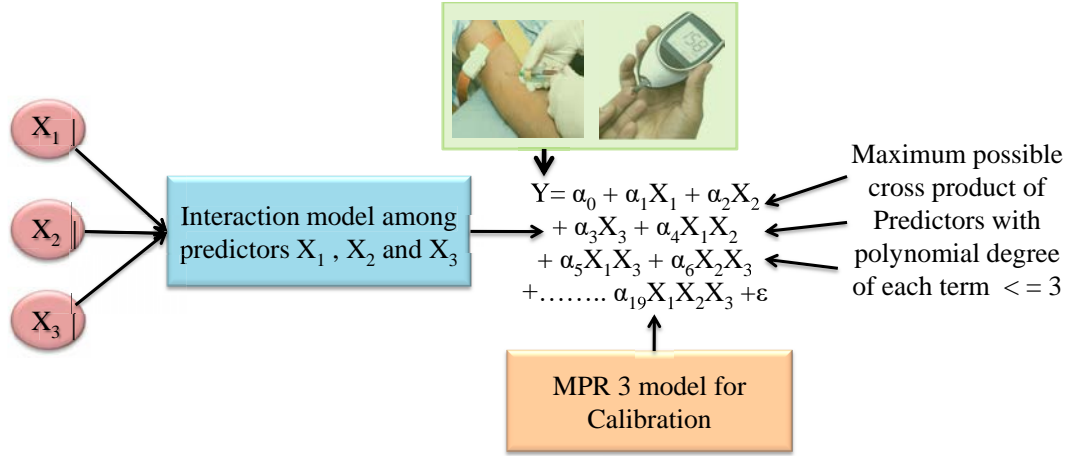 158
X₁ |
X₂ |
X₃ |
Interaction model among
predictors X₁ , X₂ and X₃
Y= α₀ + α₁X₁ + α₂X₂
+ α₃X₃ + α₄X₁X₂
+ α₅X₁X₃ + α₆X₂X₃
+…….. α₁₉X₁X₂X₃ +ε
Maximum possible
cross product of
Predictors with
polynomial degree
of each term < = 3
MPR 3 model for
Calibration